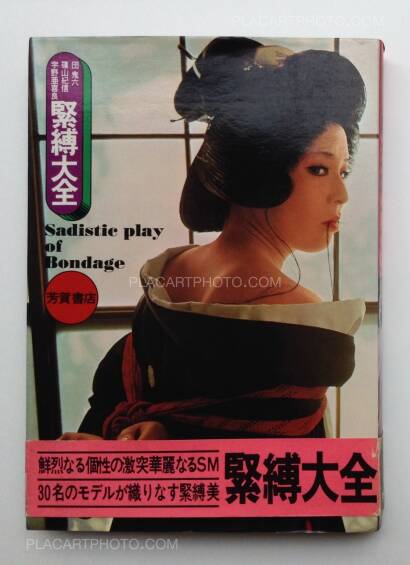 団 鬼六
篠山紀信
宇野亜喜良
緊縛大全
Sadistic play
of
Bondage
芳賀書店
PLACARTPHOTO.COM
PLACARTPHOTO.COM
PLACARTPHOTO.COM
鮮烈なる個性の激突華麗なるSM
30名のモデルが織りなす緊縛美
緊縛大全
PLACARTPHOTO.COM